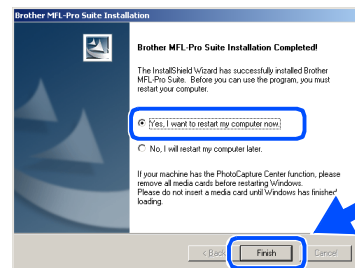 Brother MFL-Pro Suite Installation
Brother MFL-Pro Suite Installation Completed!
The InstallShield Wizard has successfully installed Brother
MFL-Pro Suite. Before you can use the program, you must
restart your computer.
Yes, I want to restart my computer now.
No, I will restart my computer later.
If your machine has the PhotoCapture Center function, please
remove all media cards before restarting Windows.
Please do not insert a media card until Windows has finished
loading.
< Back Finish Cancel